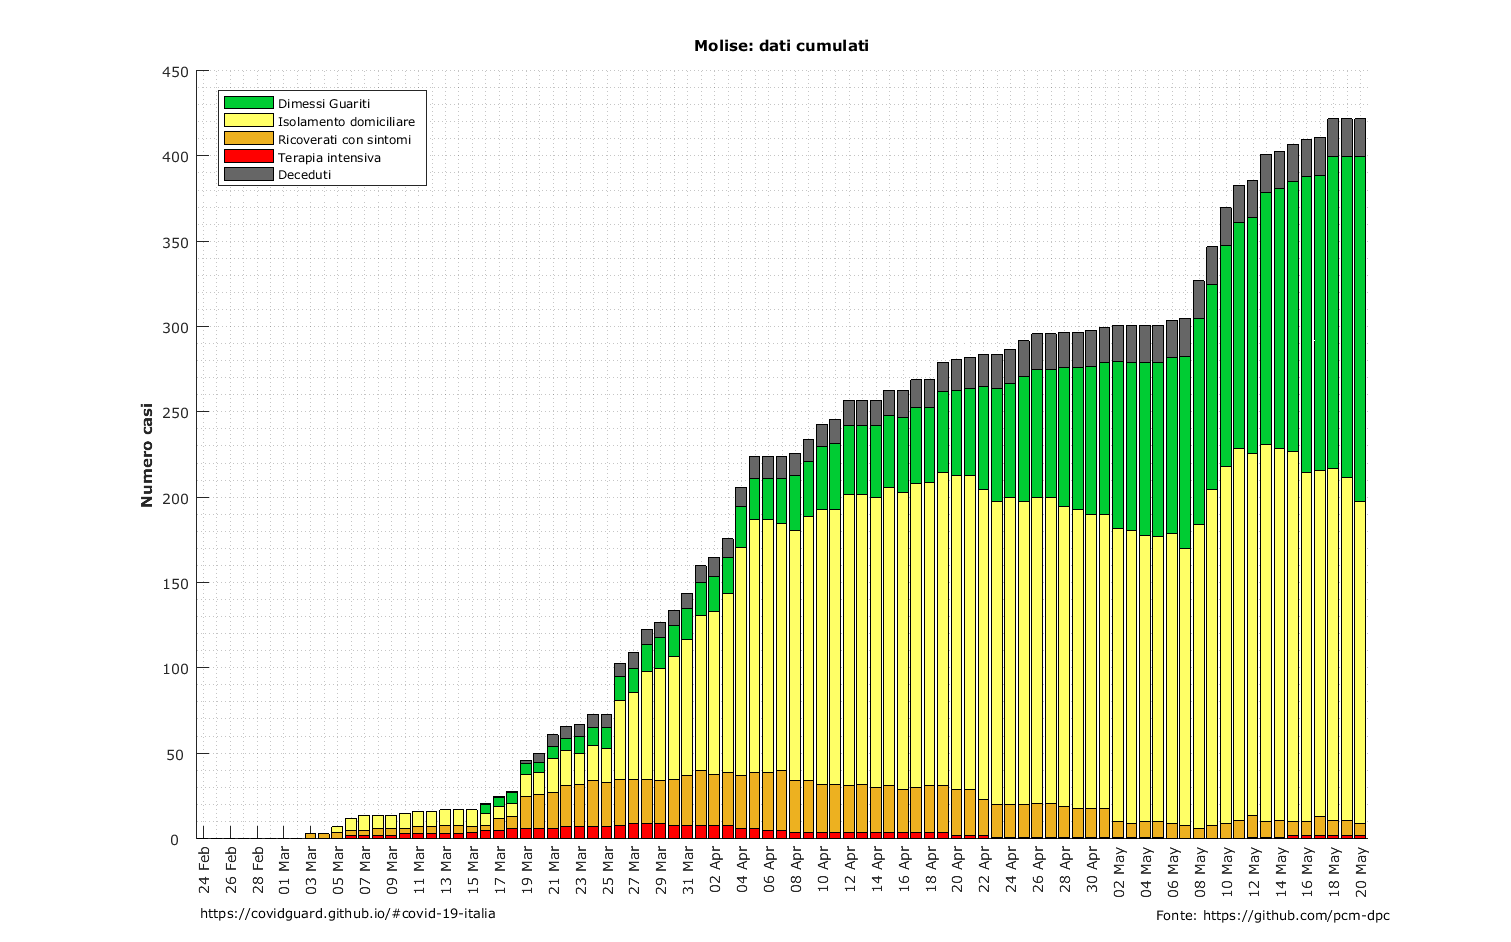 Molise: dati cumulati
450
400
350
300
250
200
150
100
50
0
Numero casi
Dimessi Guariti
Isolamento domiciliare
Ricoverati con sintomi
Terapia intensiva
Deceduti
24 Feb
26 Feb
28 Feb
01 Mar
03 Mar
05 Mar
07 Mar
09 Mar
11 Mar
13 Mar
15 Mar
17 Mar
19 Mar
21 Mar
23 Mar
25 Mar
27 Mar
29 Mar
31 Mar
02 Apr
04 Apr
06 Apr
08 Apr
10 Apr
12 Apr
14 Apr
16 Apr
18 Apr
20 Apr
22 Apr
24 Apr
26 Apr
28 Apr
30 Apr
02 May
04 May
06 May
08 May
10 May
12 May
14 May
16 May
18 May
20 May
https://covidguard.github.io/#covid-19-italia
Fonte: https://github.com/pcm-dpc